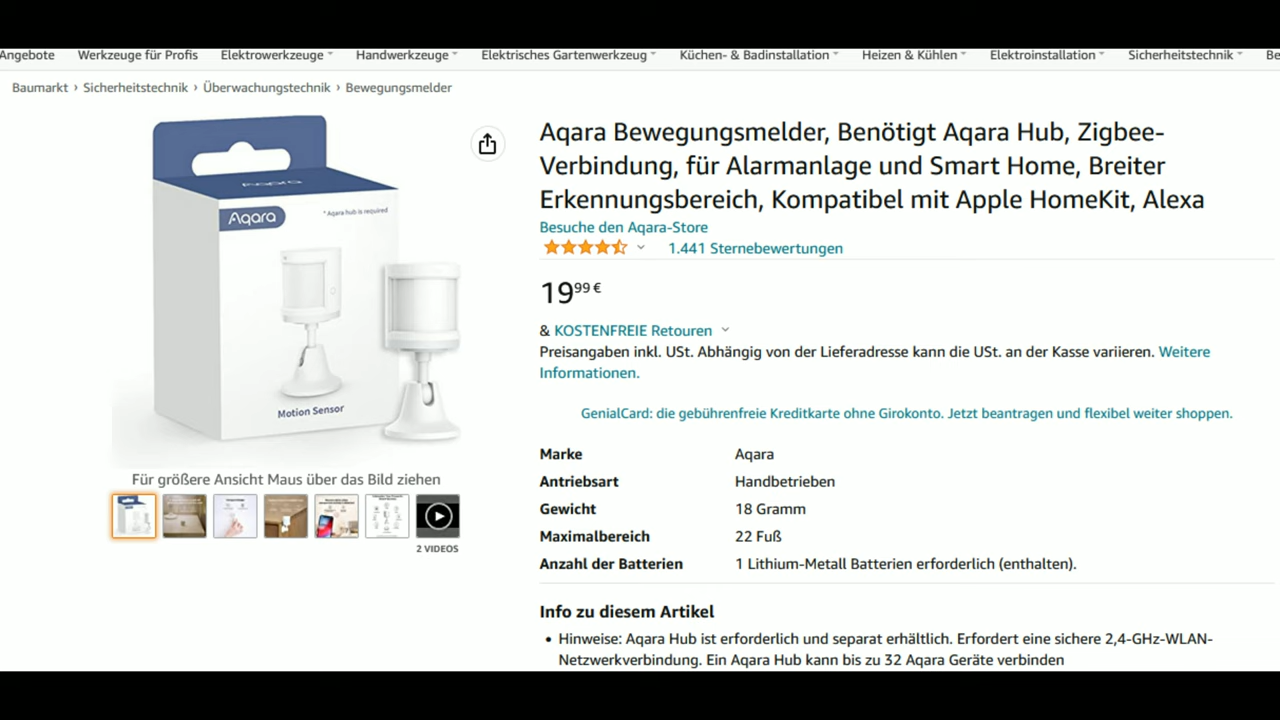 Angebote Werkzeuge für Profis Elektrowerkzeuge Handwerkzeuge Elektrisches Gartenwerkzeug Küchen- & Badinstallation Heizen & Kühlen Elektroinstallation Sicherheitstechnik Be
Baumarkt › Sicherheitstechnik › Überwachungstechnik › Bewegungsmelder
Aqara
Aqara
* Aqara hub is required
Motion Sensor
Für größere Ansicht Maus über das Bild ziehen
2 VIDEOS
Aqara Bewegungsmelder, Benötigt Aqara Hub, Zigbee-
Verbindung, für Alarmanlage und Smart Home, Breiter
Erkennungsbereich, Kompatibel mit Apple HomeKit, Alexa
Besuche den Aqara-Store
1.441 Sternebewertungen
19⁹⁹ €
& KOSTENFREIE Retouren
Preisangaben inkl. USt. Abhängig von der Lieferadresse kann die USt. an der Kasse variieren. Weitere
Informationen.
GenialCard: die gebührenfreie Kreditkarte ohne Girokonto. Jetzt beantragen und flexibel weiter shoppen.
Marke Aqara
Antriebsart Handbetrieben
Gewicht 18 Gramm
Maximalbereich 22 Fuß
Anzahl der Batterien 1 Lithium-Metall Batterien erforderlich (enthalten).
Info zu diesem Artikel
• Hinweise: Aqara Hub ist erforderlich und separat erhältlich. Erfordert eine sichere 2,4-GHz-WLAN-
Netzwerkverbindung. Ein Aqara Hub kann bis zu 32 Aqara Geräte verbinden